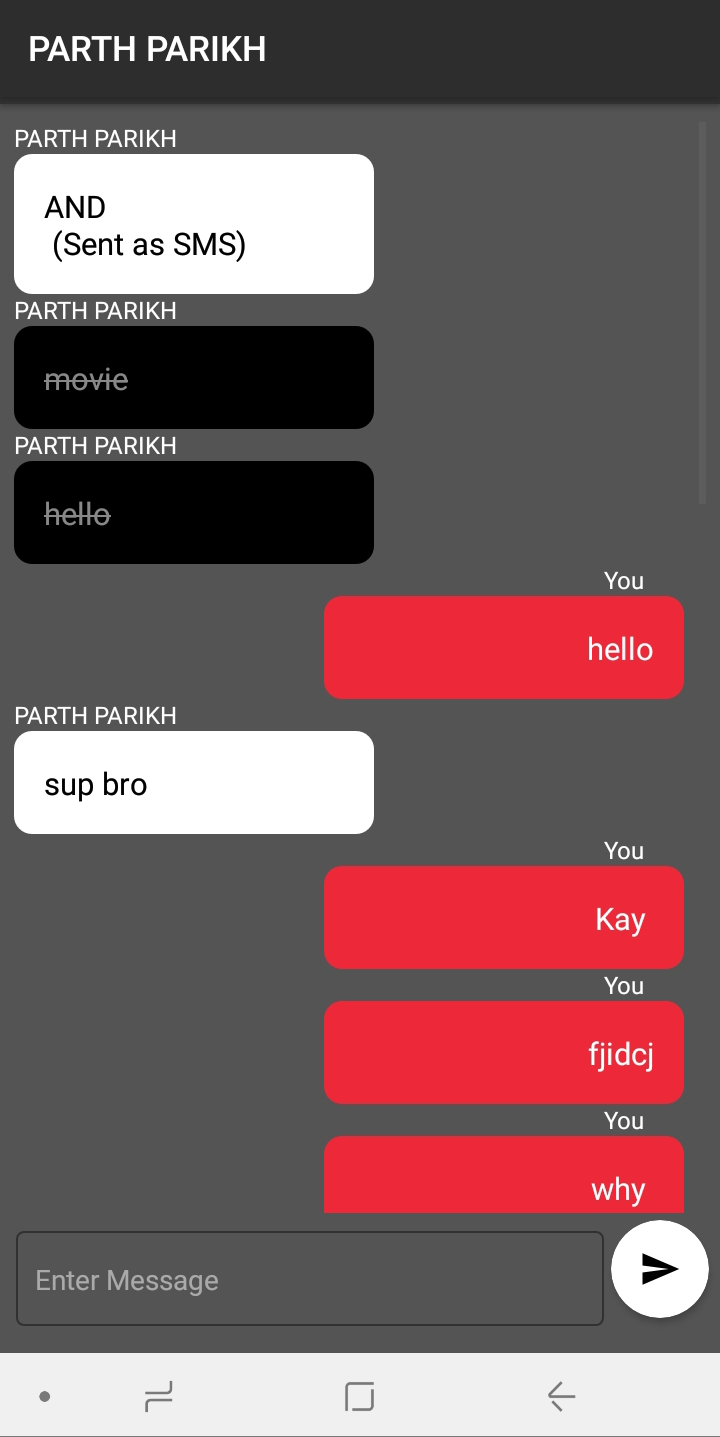 PARTH PARIKH
PARTH PARIKH
AND
(Sent as SMS)
PARTH PARIKH
movie
PARTH PARIKH
hello
You
hello
PARTH PARIKH
sup bro
You
Kay
You
fjidcj
You
why
Enter Message